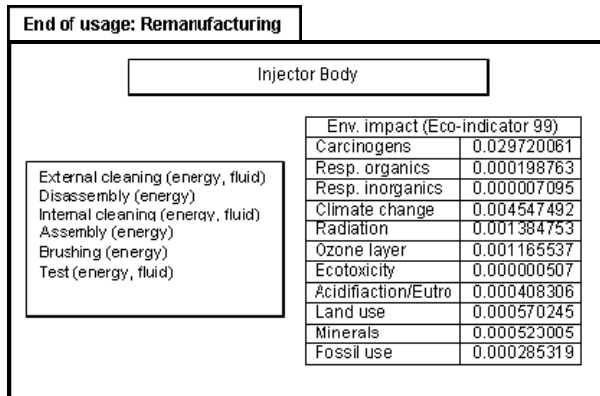 End of usage: Remanufacturing
Injector Body
External cleaning (energy, fluid)
Disassembly (energy)
Internal cleaning (energy, fluid)
Assembly (energy)
Brushing (energy)
Test (energy, fluid)
Env. impact (Eco-indicator 99)
Carcinogens 0.029720061
Resp. organics 0.000198763
Resp. inorganics 0.000007095
Climate change 0.004547492
Radiation 0.001384753
Ozone layer 0.001165537
Ecotoxicity 0.000000507
Acidifiaction/Eutro 0.000408306
Land use 0.000570245
Minerals 0.000523005
Fossil use 0.000285319